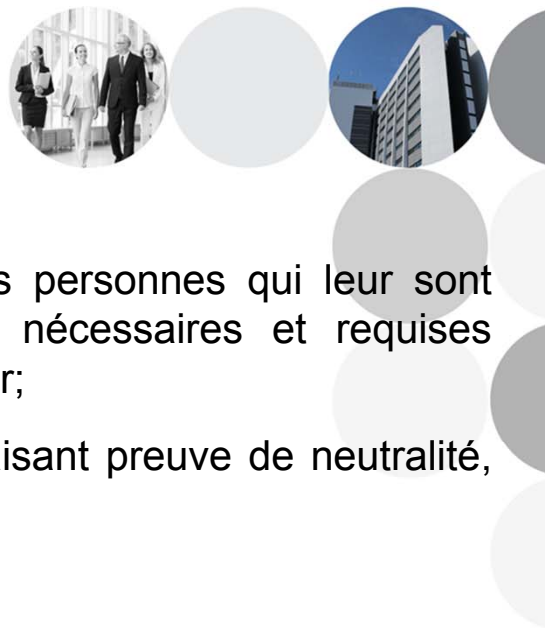 s personnes qui leur sont
nécessaires et requises
r;
isant preuve de neutralité,